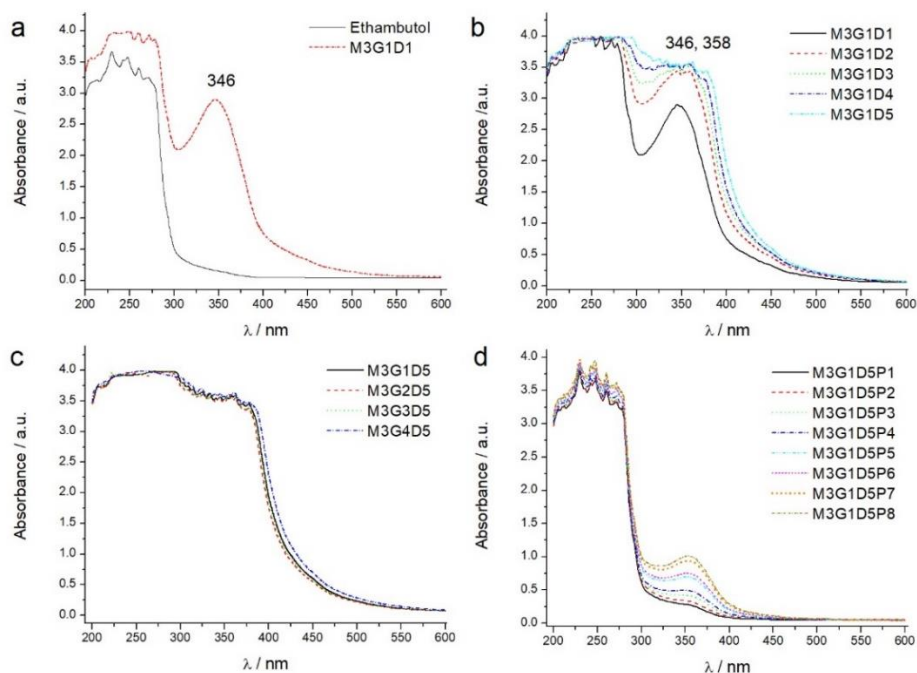 a
Ethambutol
M3G1D1
346
Absorbance / a.u.
4.0
3.5
3.0
2.5
2.0
1.5
1.0
0.5
0.0
200 250 300 350 400 450 500 550 600
λ / nm
b
346, 358
M3G1D1
M3G1D2
M3G1D3
M3G1D4
M3G1D5
Absorbance / a.u.
4.0
3.5
3.0
2.5
2.0
1.5
1.0
0.5
0.0
200 250 300 350 400 450 500 550 600
λ / nm
c
M3G1D5
M3G2D5
M3G3D5
M3G4D5
Absorbance / a.u.
4.0
3.5
3.0
2.5
2.0
1.5
1.0
0.5
0.0
200 250 300 350 400 450 500 550 600
λ / nm
d
M3G1D5P1
M3G1D5P2
M3G1D5P3
M3G1D5P4
M3G1D5P5
M3G1D5P6
M3G1D5P7
M3G1D5P8
Absorbance / a.u.
4.0
3.5
3.0
2.5
2.0
1.5
1.0
0.5
0.0
200 250 300 350 400 450 500 550 600
λ / nm